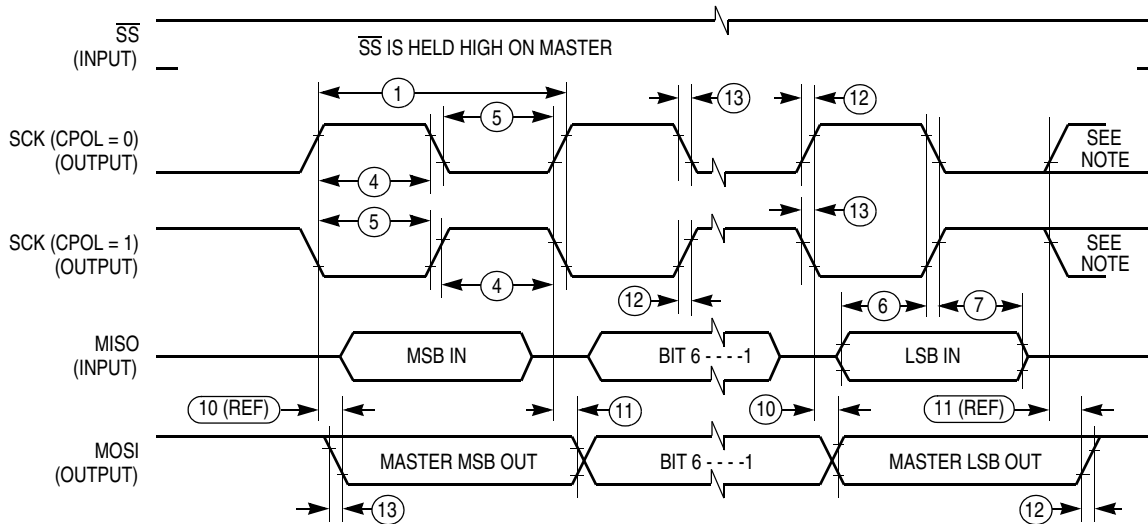 SS
(INPUT)
SS IS HELD HIGH ON MASTER
1
13
12
5
SCK (CPOL = 0)
(OUTPUT)
SEE
NOTE
4
5
13
SCK (CPOL = 1)
(OUTPUT)
SEE
NOTE
4
12
6
7
MISO
(INPUT)
MSB IN
BIT 6 - - - -1
LSB IN
10 (REF)
11
10
11 (REF)
MOSI
(OUTPUT)
MASTER MSB OUT
BIT 6 - - - -1
MASTER LSB OUT
13
12